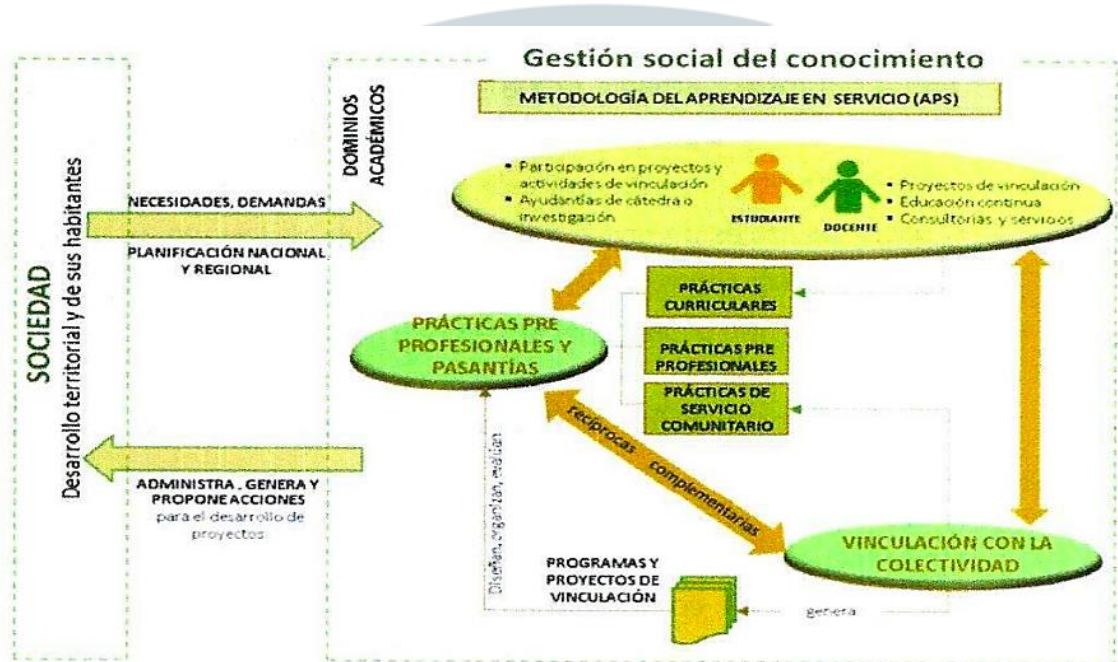 Gestión social del conocimiento
METODOLOGÍA DEL APRENDIZAJE EN SERVICIO (APS)
SOCIEDAD
Desarrollo territorial y de sus habitantes
NECESIDADES, DEMANDAS
PLANIFICACIÓN NACIONAL
Y REGIONAL
ADMINISTRA , GENERA Y
PROPONE ACCIONES
para el desarrollo de
proyectos
DOMINIOS
ACADÉMICOS
▪ Participación en proyectos y
actividades de vinculación
▪ Ayudantías de cátedra o
investigación
ESTUDIANTE
DOCENTE
▪ Proyectos de vinculación
▪ Educación continua
▪ Consultorías y servicios
PRÁCTICAS PRE
PROFESIONALES Y
PASANTÍAS
PRÁCTICAS
CURRICULARES
PRÁCTICAS PRE
PROFESIONALES
PRÁCTICAS DE
SERVICIO
COMUNITARIO
recíprocas complementarias
Diseñan, organizan, evalúan
PROGRAMAS Y
PROYECTOS DE
VINCULACIÓN
genera
VINCULACIÓN CON LA
COLECTIVIDAD